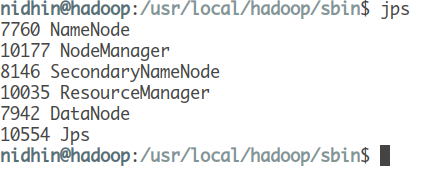 nidhin@hadoop:/usr/local/hadoop/sbin$ jps
7760 NameNode
10177 NodeManager
8146 SecondaryNameNode
10035 ResourceManager
7942 DataNode
10554 Jps
nidhin@hadoop:/usr/local/hadoop/sbin$